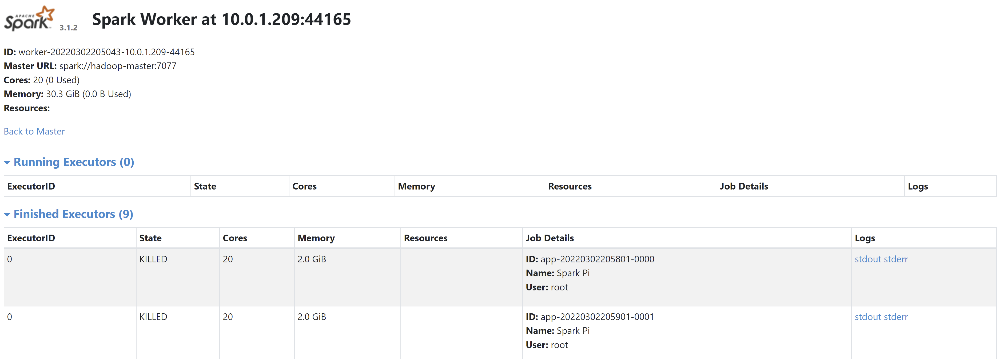 APACHE Spark 3.1.2 Spark Worker at 10.0.1.209:44165
ID: worker-20220302205043-10.0.1.209-44165
Master URL: spark://hadoop-master:7077
Cores: 20 (0 Used)
Memory: 30.3 GiB (0.0 B Used)
Resources:
Back to Master
Running Executors (0)
ExecutorID State Cores Memory Resources Job Details Logs
Finished Executors (9)
ExecutorID State Cores Memory Resources Job Details Logs
0 KILLED 20 2.0 GiB ID: app-20220302205801-0000 stdout stderr
Name: Spark Pi
User: root
0 KILLED 20 2.0 GiB ID: app-20220302205901-0001 stdout stderr
Name: Spark Pi
User: root